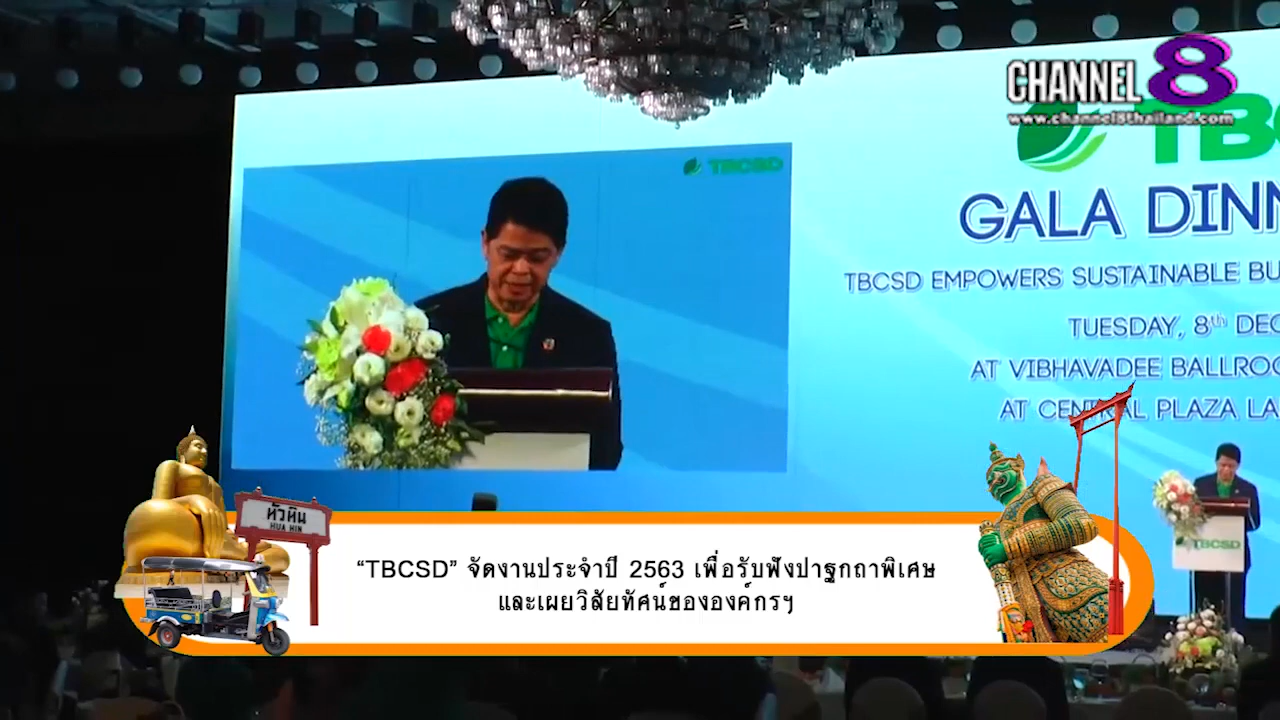 CHANNEL 8
www.channel8thailand.com
TBCSD
TB
GALA DINN
TBCSD EMPOWERS SUSTAINABLE BU
TUESDAY, 8th DEC
AT VIBHAVADEE BALLROO
AT CENTRAL PLAZA LA
TBCSD
หัวหิน
HUA HIN
“TBCSD” จัดงานประจำปี 2563 เพื่อรับฟังปาฐกถาพิเศษ
และเผยวิสัยทัศน์ขององค์กรฯ